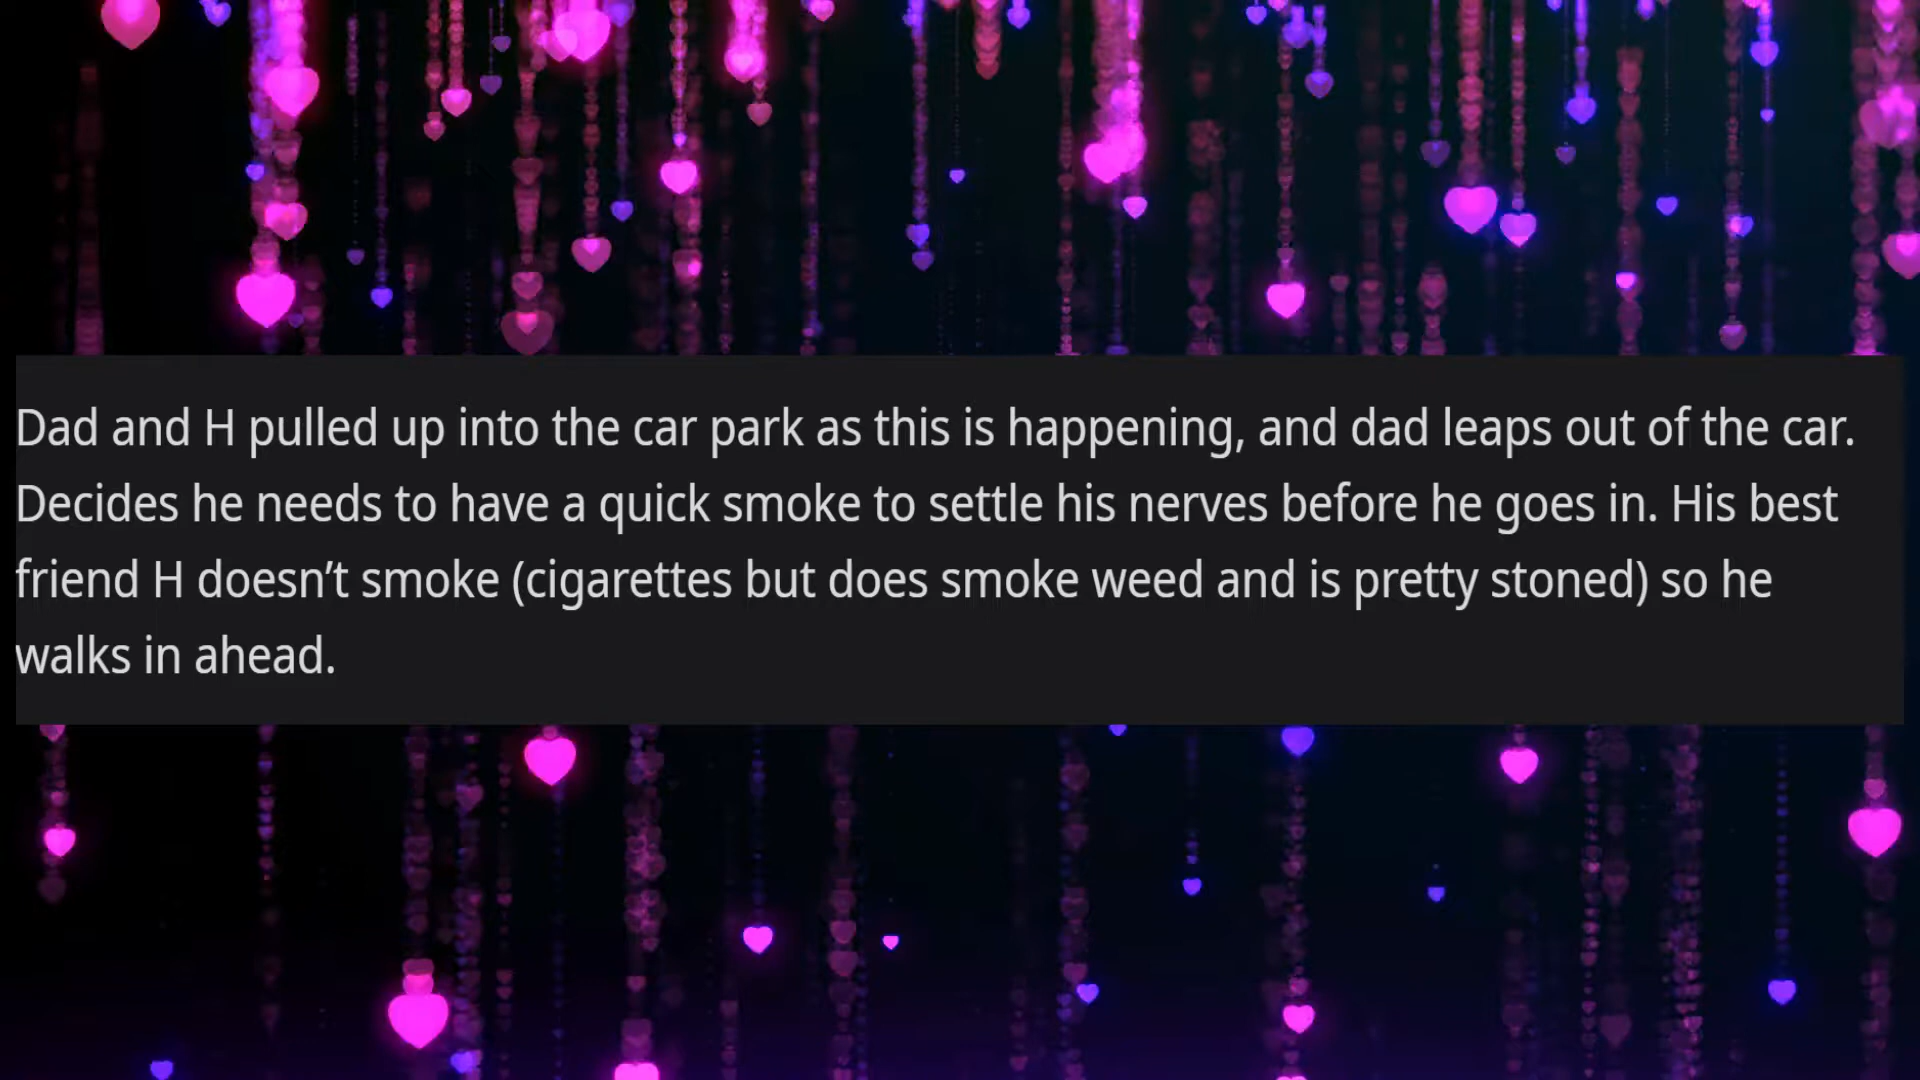 Dad and H pulled up into the car park as this is happening, and dad leaps out of the car.
Decides he needs to have a quick smoke to settle his nerves before he goes in. His best
friend H doesn’t smoke (cigarettes but does smoke weed and is pretty stoned) so he
walks in ahead.